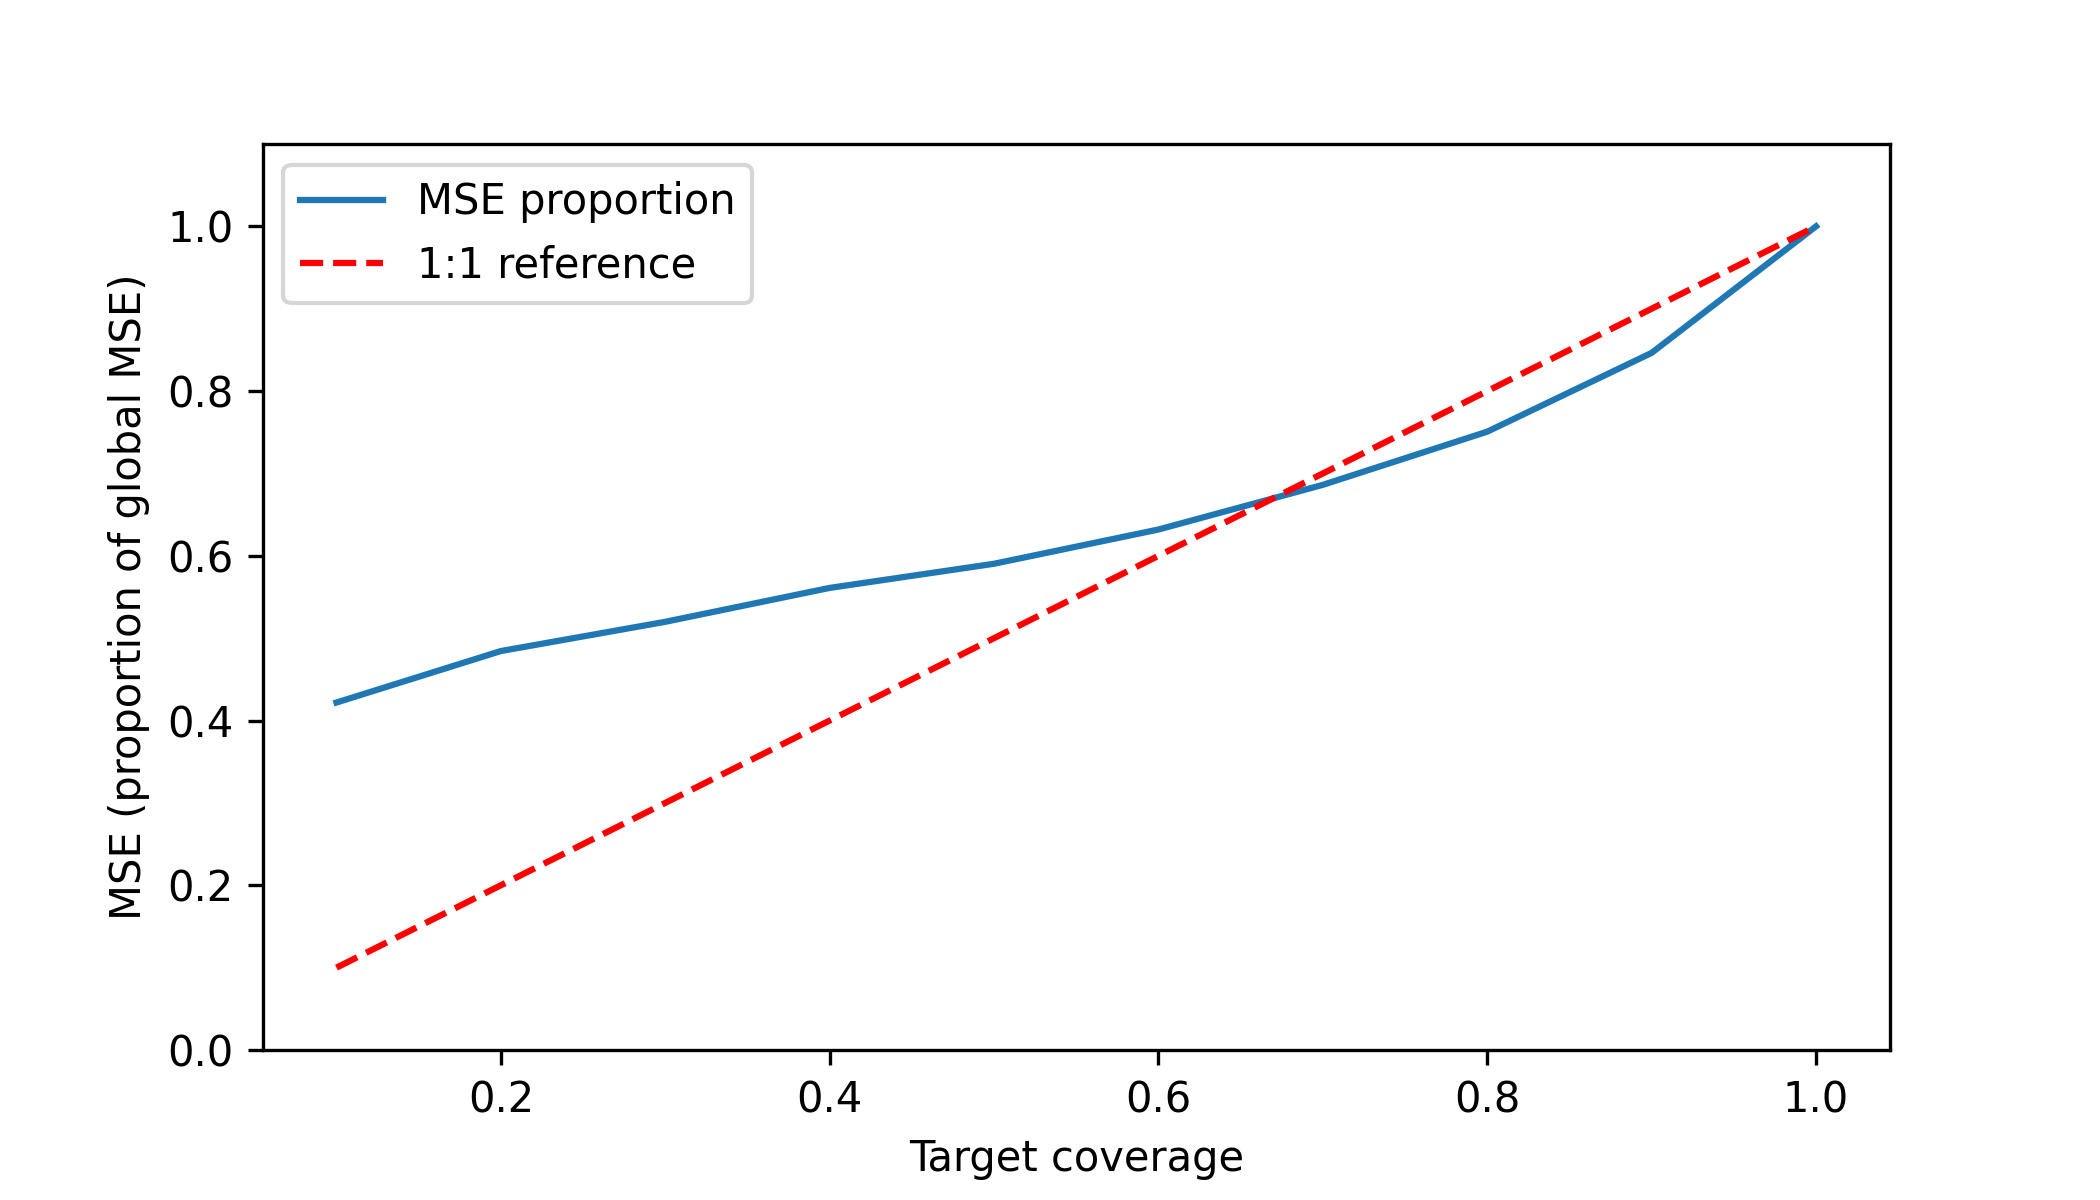 MSE proportion
1:1 reference
MSE (proportion of global MSE)
1.0
0.8
0.6
0.4
0.2
0.0
0.2 0.4 0.6 0.8 1.0
Target coverage